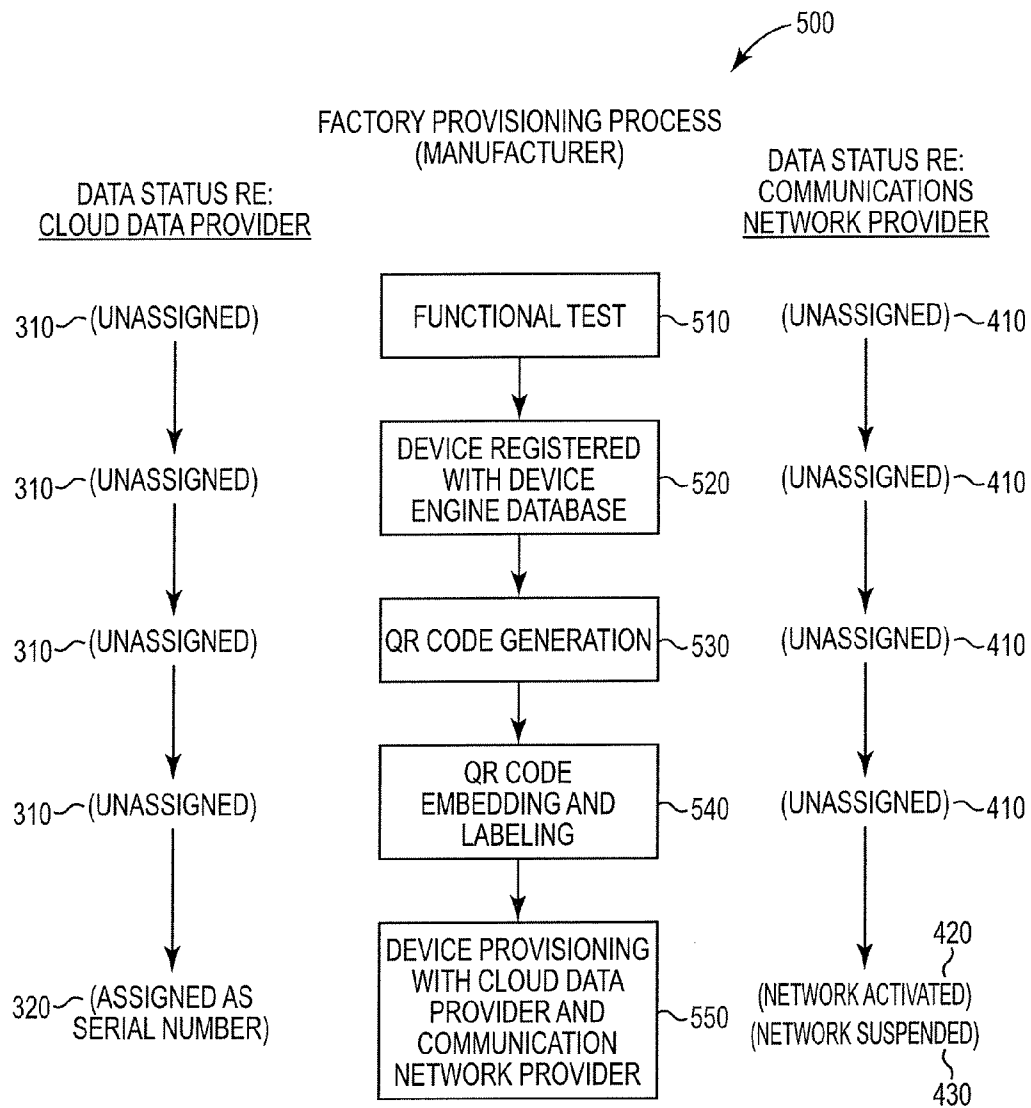 500
FACTORY PROVISIONING PROCESS
(MANUFACTURER)
DATA STATUS RE:
CLOUD DATA PROVIDER
DATA STATUS RE:
COMMUNICATIONS
NETWORK PROVIDER
310 (UNASSIGNED)
FUNCTIONAL TEST
510
(UNASSIGNED) 410
310 (UNASSIGNED)
DEVICE REGISTERED
WITH DEVICE
ENGINE DATABASE
520
(UNASSIGNED) 410
310 (UNASSIGNED)
QR CODE GENERATION
530
(UNASSIGNED) 410
310 (UNASSIGNED)
QR CODE
EMBEDDING AND
LABELING
540
(UNASSIGNED) 410
320 (ASSIGNED AS
SERIAL NUMBER)
DEVICE PROVISIONING
WITH CLOUD DATA
PROVIDER AND
COMMUNICATION
NETWORK PROVIDER
550
420
(NETWORK ACTIVATED)
(NETWORK SUSPENDED)
430